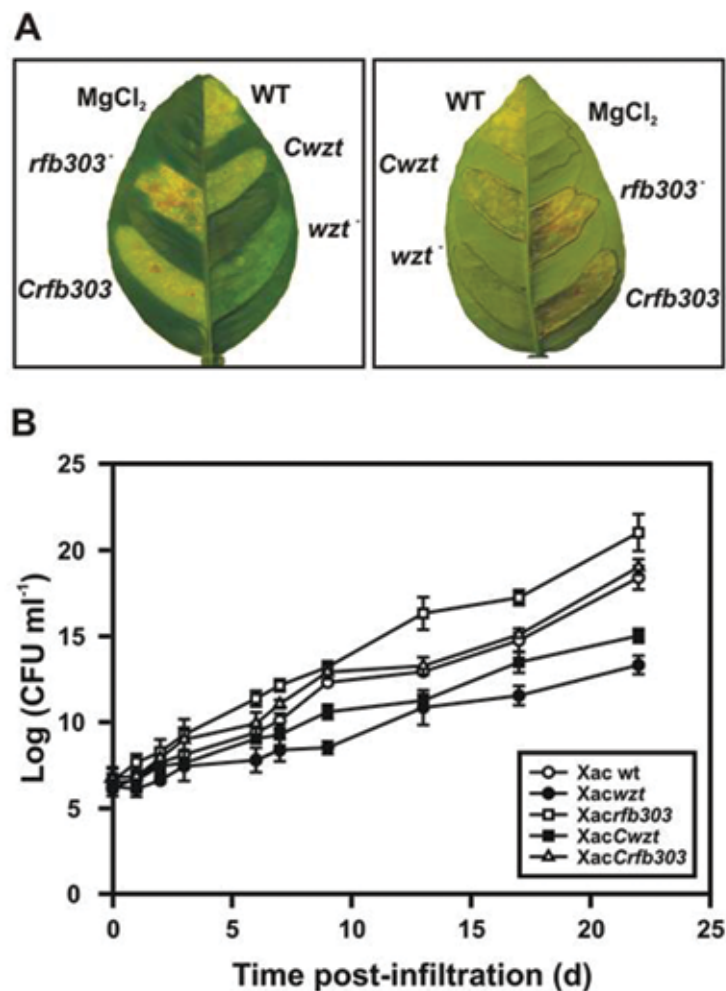 A
MgCl₂ WT
rfb303⁻ Cwzt
wzt⁻
Crfb303
WT MgCl₂
Cwzt rfb303⁻
wzt⁻
Crfb303
B
Log (CFU ml⁻¹)
25
20
15
10
5
0
0 5 10 15 20 25
Time post-infiltration (d)
Xac wt
Xacwzt
Xacrfb303
XacCwzt
XacCrfb303